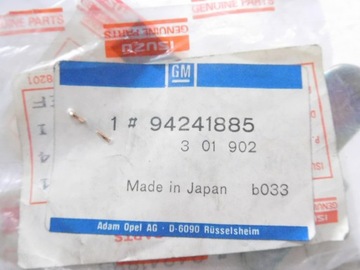 GENUINE PARTS
ISUZU
GM
1 # 94241885
3 01 902
Made in Japan b033
Adam Opel AG · D-6090 Rüsselsheim